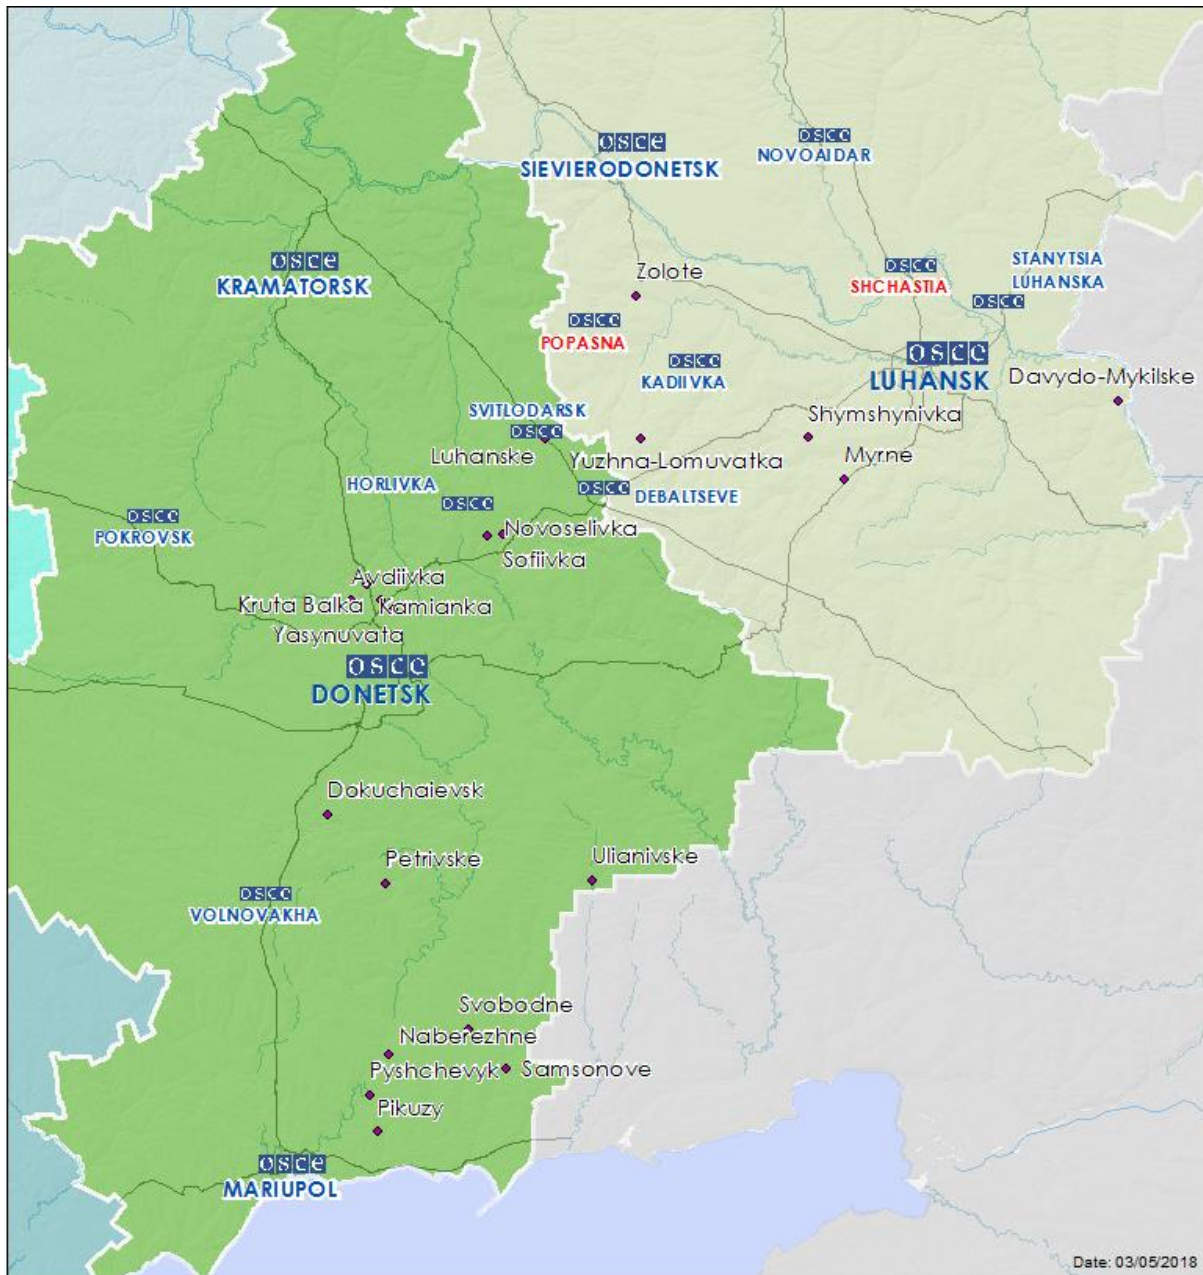 OSCE
SIEVIERODONETSK
OSCE
NOVOAIDAR
OSCE
KRAMATORSK
Zolote
OSCE
SHCHASTIA
STANYTSIA
LUHANSKA
OSCE
OSCE
POPASNA
OSCE
KADIIVKA
OSCE
LUHANSK
Davydo-Mykilske
SVITLODARSK
OSCE
Luhanske
Yuzhna-Lomuvatka
Shymshynivka
Myrne
HORLIVKA
OSCE
OSCE
DEBALTSEVE
OSCE
POKROVSK
Novoselivka
Sofiivka
Avdiivka
Kruta Balka
Kamianka
Yasynuvata
OSCE
DONETSK
Dokuchaievsk
Petrivske
Ulianivske
OSCE
VOLNOVAKHA
Svobodne
Naberezhne
Pyshchevyk
Samsonove
Pikuzy
OSCE
MARIUPOL
Date: 03/05/2018